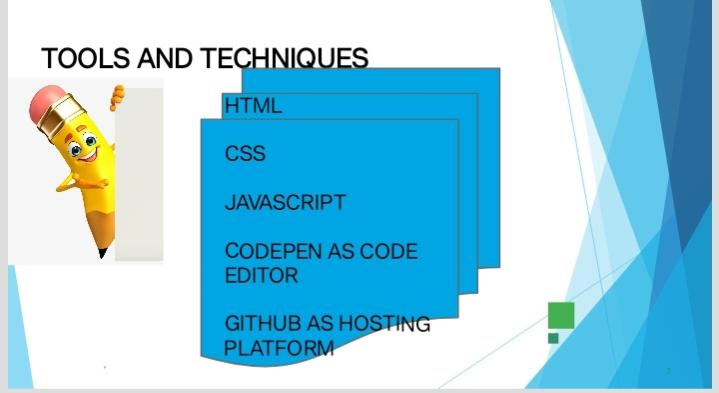 TOOLS AND TECHNIQUES
HTML
CSS
JAVASCRIPT
CODEPEN AS CODE
EDITOR
GITHUB AS HOSTING
PLATFORM